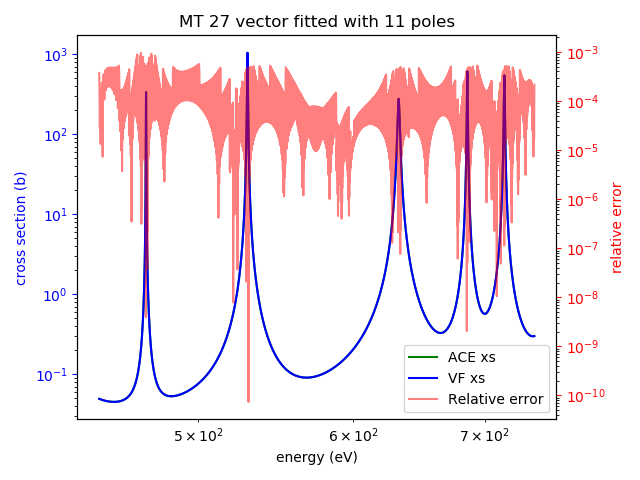 MT 27 vector fitted with 11 poles
cross section (b)
10³
10²
10¹
10⁰
10⁻¹
10⁻³
10⁻⁴
10⁻⁵
10⁻⁶
10⁻⁷
10⁻⁸
10⁻⁹
10⁻¹⁰
relative error
ACE xs
VF xs
Relative error
5 × 10² 6 × 10² 7 × 10²
energy (eV)